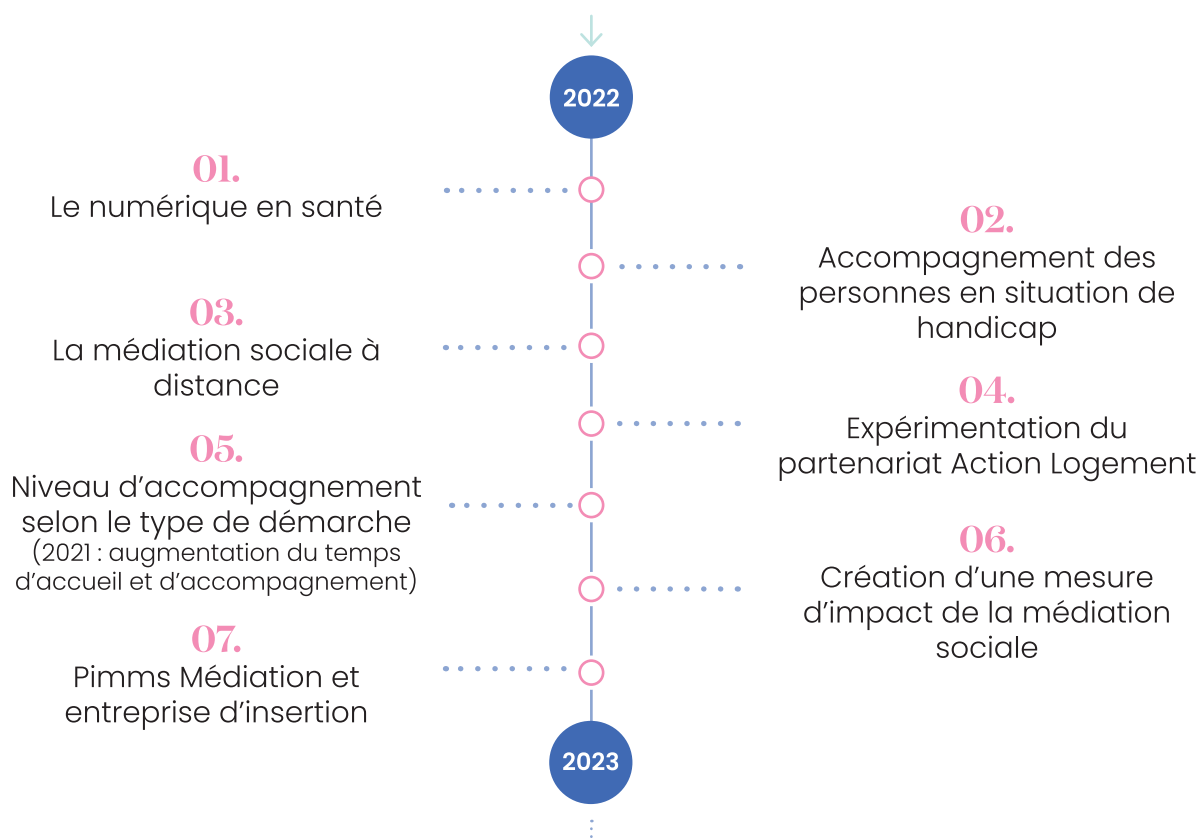 2022
01.
Le numérique en santé
02.
Accompagnement des
personnes en situation de
handicap
03.
La médiation sociale à
distance
04.
Expérimentation du
partenariat Action Logement
05.
Niveau d’accompagnement
selon le type de démarche
(2021 : augmentation du temps
d’accueil et d’accompagnement)
06.
Création d’une mesure
d’impact de la médiation
sociale
07.
Pimms Médiation et
entreprise d’insertion
2023